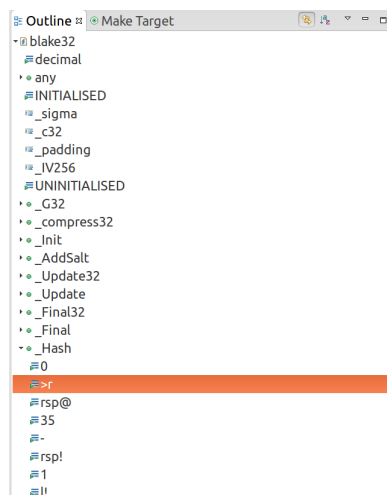 Outline Make Target
blake32
decimal
any
INITIALISED
_sigma
_c32
_padding
_IV256
UNINITIALISED
_G32
_compress32
_Init
_AddSalt
_Update32
_Update
_Final32
_Final
_Hash
0
>r
rsp@
35
-
rsp!
1
l!